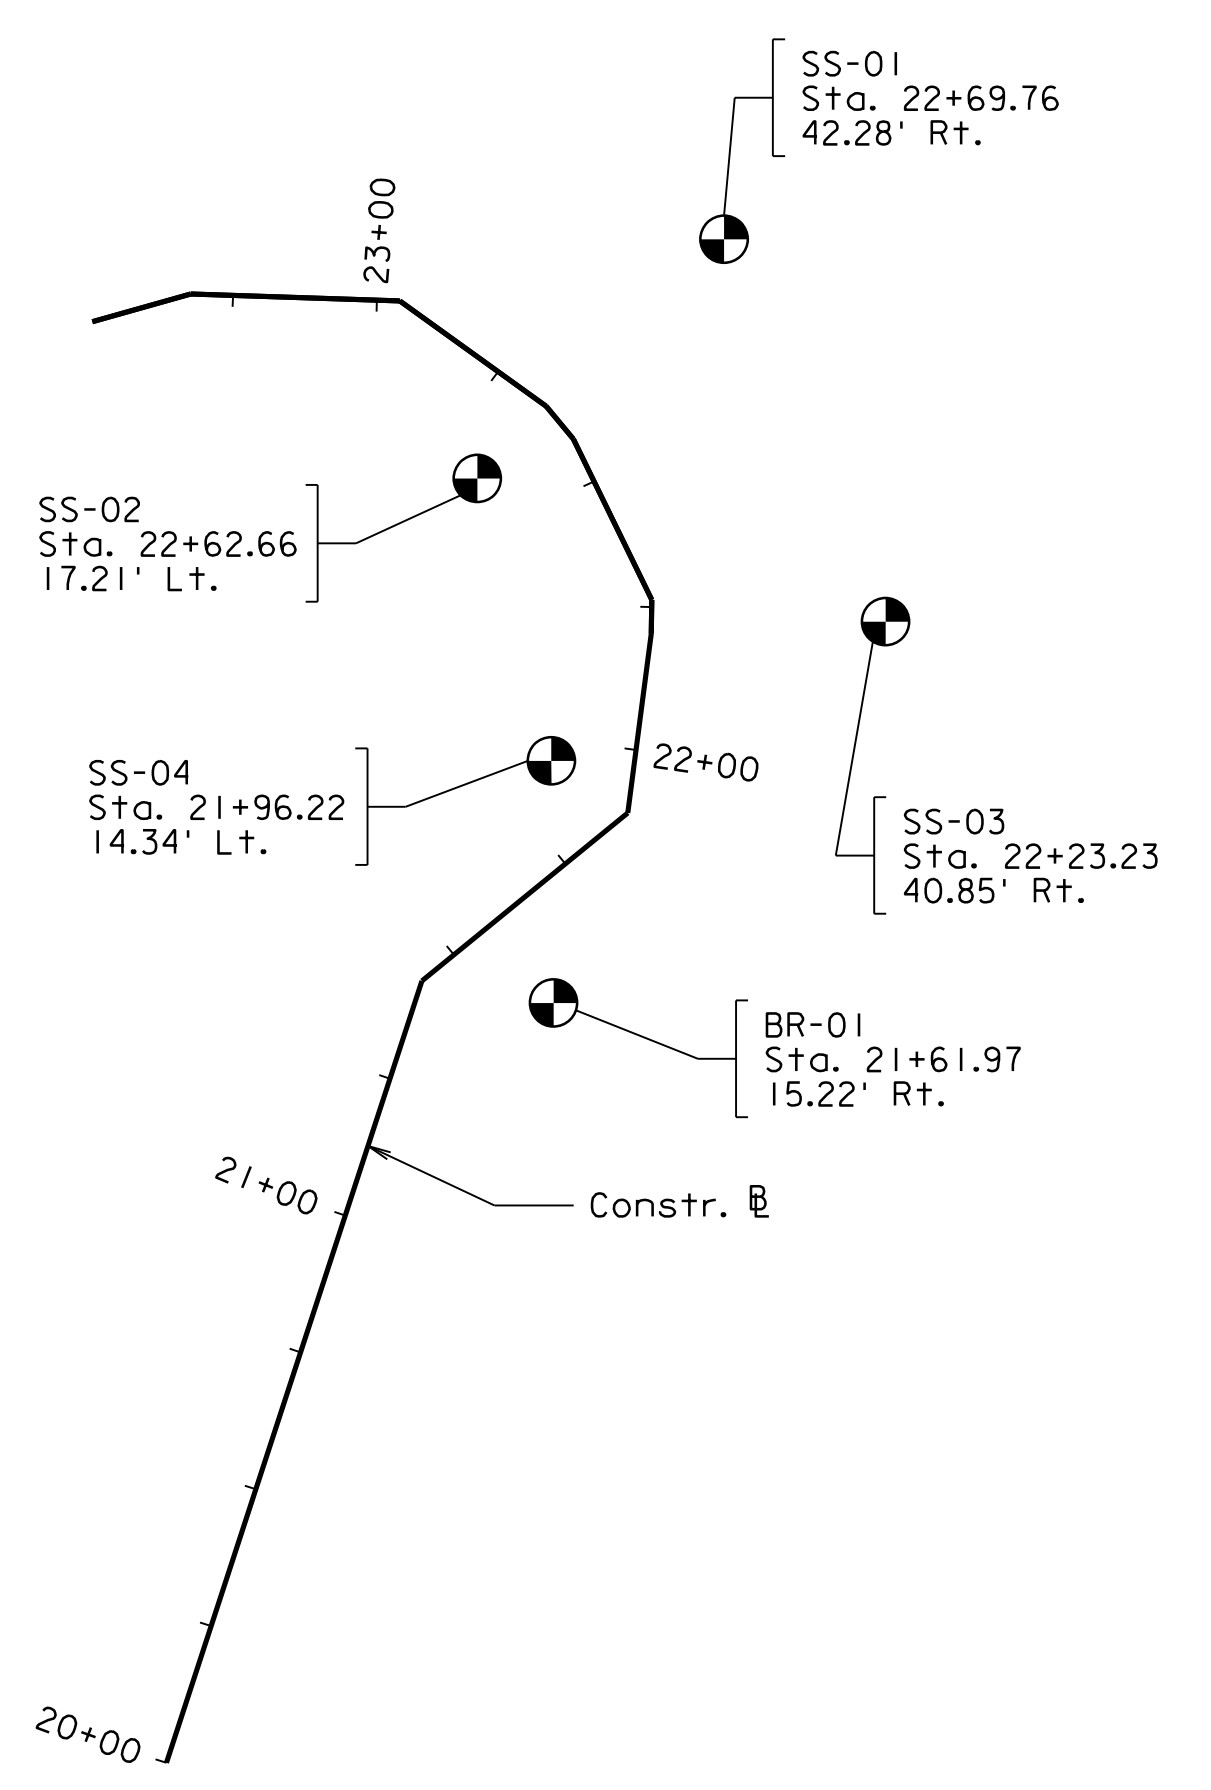 SS-01
Sta. 22+69.76
42.28' Rt.
23+00
SS-02
Sta. 22+62.66
17.21' Lt.
22+00
SS-04
Sta. 21+96.22
14.34' Lt.
SS-03
Sta. 22+23.23
40.85' Rt.
BR-01
Sta. 21+61.97
15.22' Rt.
21+00
Constr. BL
20+00